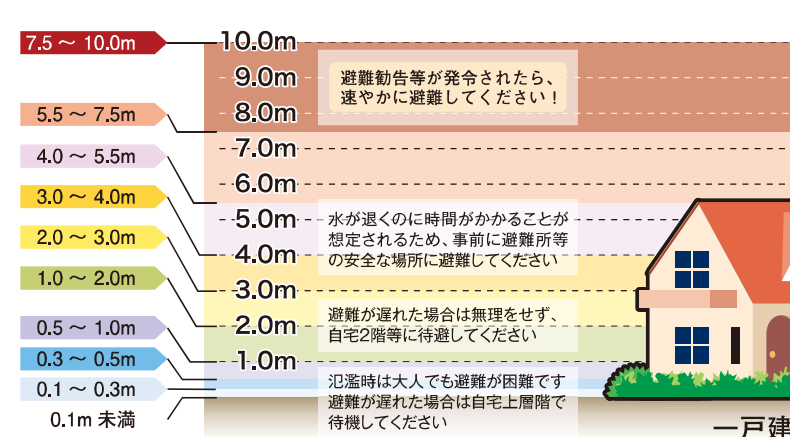 7.5 ～ 10.0m
5.5 ～ 7.5m
4.0 ～ 5.5m
3.0 ～ 4.0m
2.0 ～ 3.0m
1.0 ～ 2.0m
0.5 ～ 1.0m
0.3 ～ 0.5m
0.1 ～ 0.3m
0.1m 未満
10.0m
9.0m
8.0m
7.0m
6.0m
5.0m
4.0m
3.0m
2.0m
1.0m
避難勧告等が発令されたら、
速やかに避難してください！
水が退くのに時間がかかることが
想定されるため、事前に避難所等
の安全な場所に避難してください
避難が遅れた場合は無理をせず、
自宅2階等に待避してください
氾濫時は大人でも避難が困難です
避難が遅れた場合は自宅上層階で
待機してください
一戸建